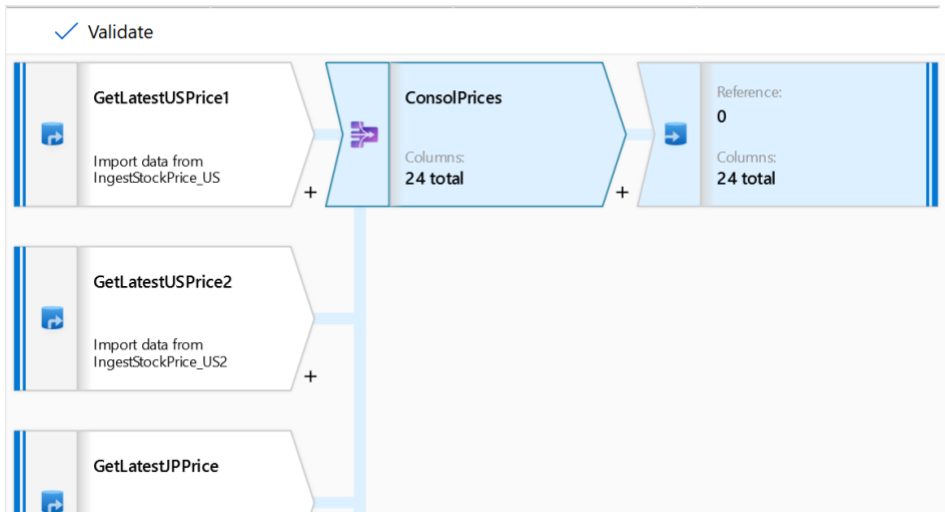 Validate
GetLatestUSPrice1
Import data from
IngestStockPrice_US
+
ConsolPrices
Columns:
24 total
+
Reference:
0
Columns:
24 total
GetLatestUSPrice2
Import data from
IngestStockPrice_US2
+
GetLatestJPPrice